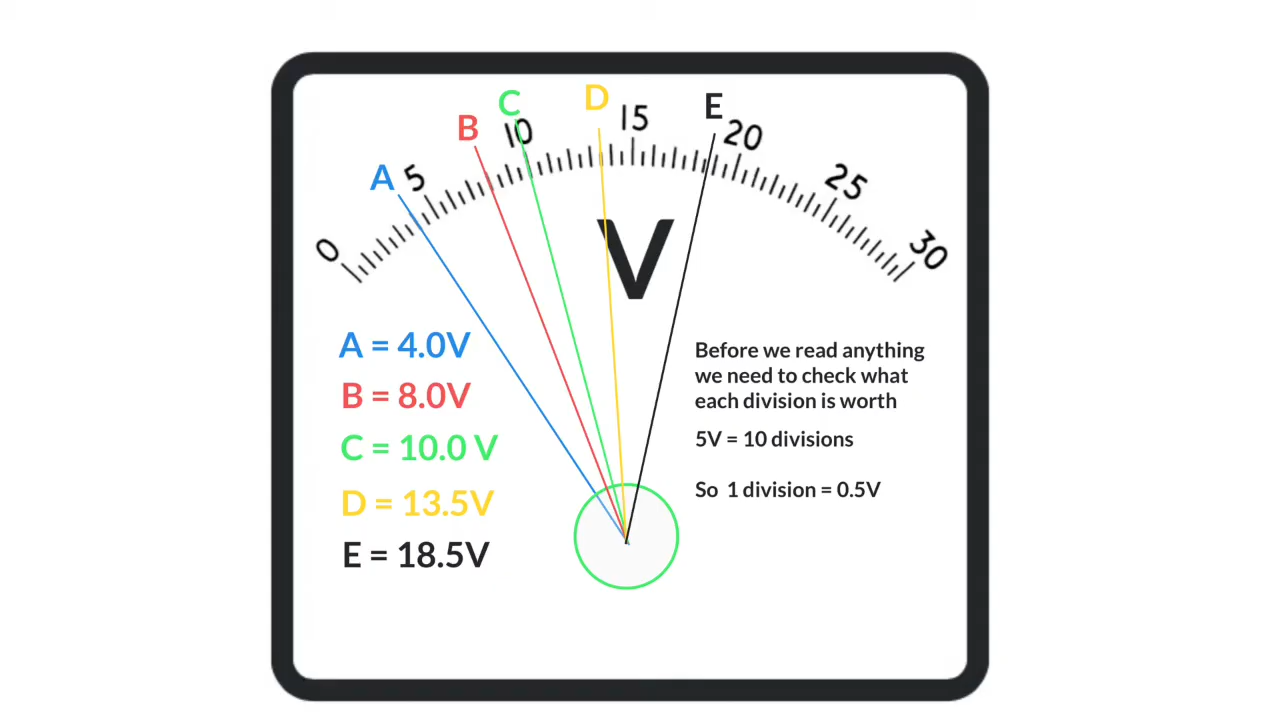 0
5
10
15
20
25
30
A
B
C
D
E
V
A = 4.0V
B = 8.0V
C = 10.0 V
D = 13.5V
E = 18.5V
Before we read anything
we need to check what
each division is worth
5V = 10 divisions
So 1 division = 0.5V